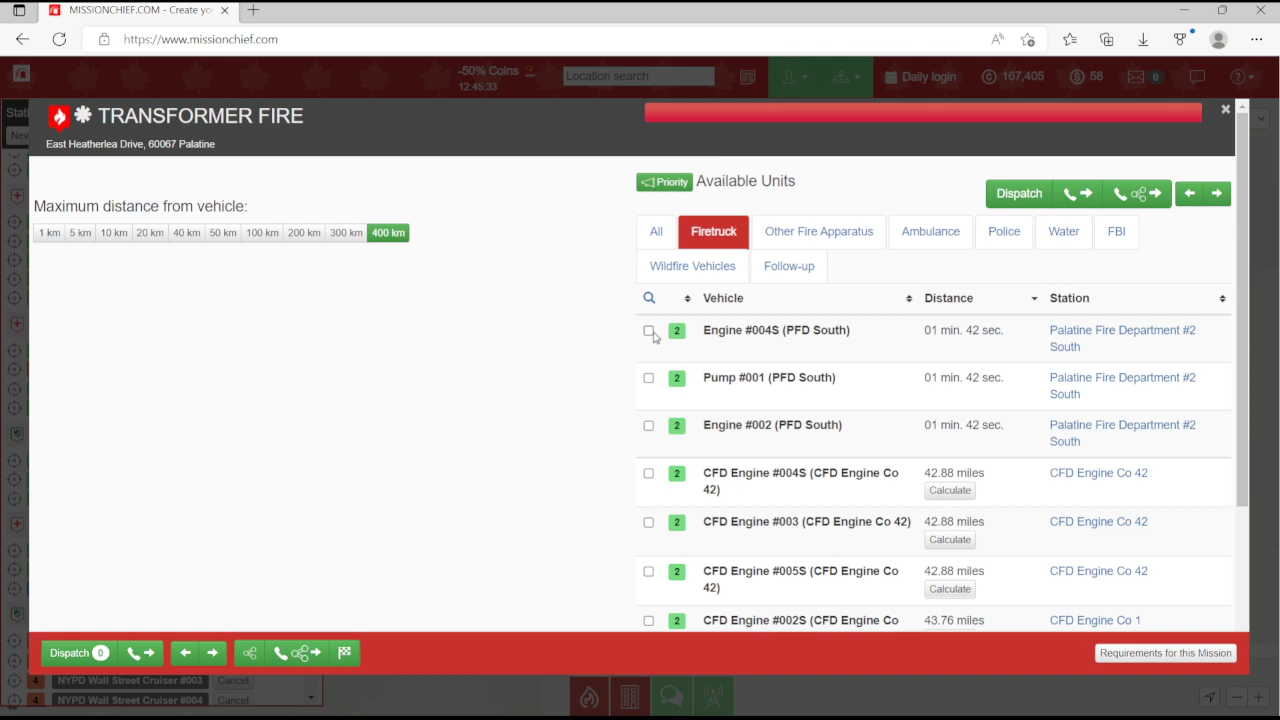 MISSIONCHIEF.COM - Create yo
https://www.missionchief.com
-50% Coins
12:45:33
Location search
Daily login
167,405
58
0
Stati
New
TRANSFORMER FIRE
East Heatherlea Drive, 60067 Palatine
Priority Available Units
Dispatch
Maximum distance from vehicle:
1 km 5 km 10 km 20 km 40 km 50 km 100 km 200 km 300 km 400 km
All Firetruck Other Fire Apparatus Ambulance Police Water FBI
Wildfire Vehicles Follow-up
Vehicle Distance Station
2 Engine #004S (PFD South) 01 min. 42 sec. Palatine Fire Department #2
South
2 Pump #001 (PFD South) 01 min. 42 sec. Palatine Fire Department #2
South
2 Engine #002 (PFD South) 01 min. 42 sec. Palatine Fire Department #2
South
2 CFD Engine #004S (CFD Engine Co 42.88 miles CFD Engine Co 42
42) Calculate
2 CFD Engine #003 (CFD Engine Co 42) 42.88 miles CFD Engine Co 42
Calculate
2 CFD Engine #005S (CFD Engine Co 42.88 miles CFD Engine Co 42
42) Calculate
2 CFD Engine #002S (CFD Engine Co 43.76 miles CFD Engine Co 1
Dispatch 0
Requirements for this Mission
4 NYPD Wall Street Cruiser #003 Cancel
4 NYPD Wall Street Cruiser #004 Cancel